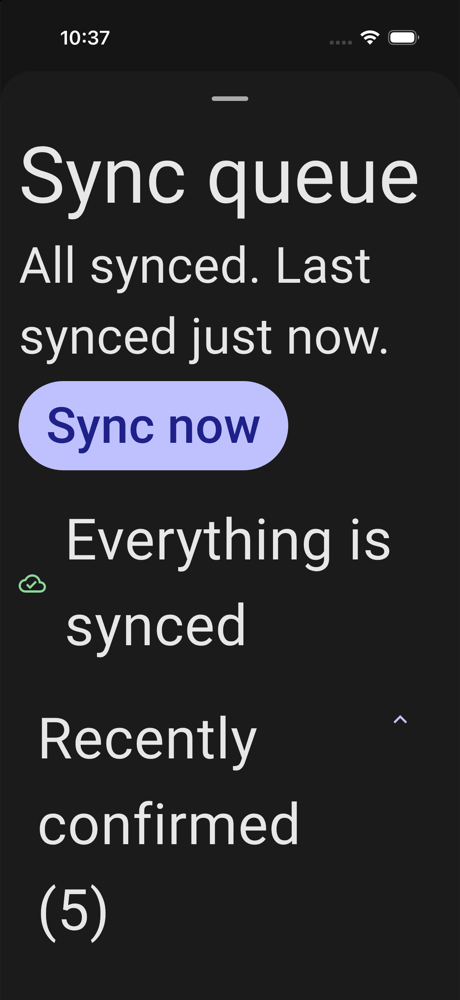 10:37
Sync queue
All synced. Last
synced just now.
Sync now
Everything is
synced
Recently
confirmed
(5)